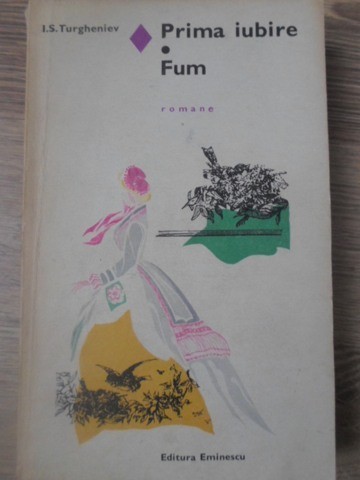 I.S. Turgheniev
Prima iubire
• Fum
romane
Editura Eminescu